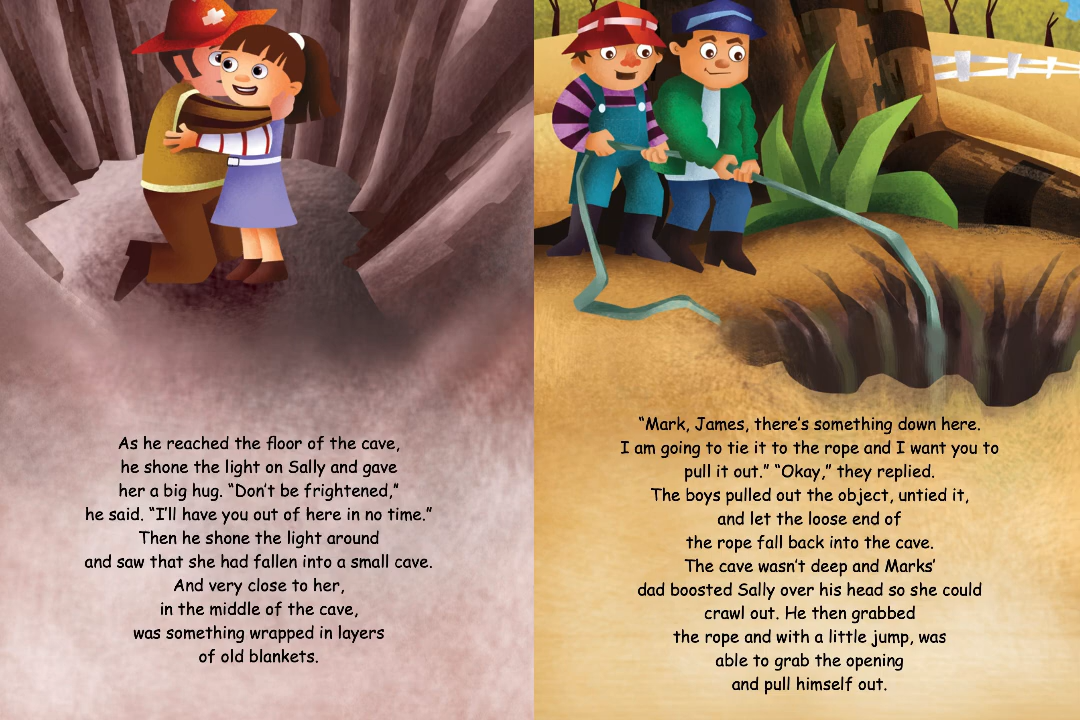 As he reached the floor of the cave,
he shone the light on Sally and gave
her a big hug. “Don’t be frightened,”
he said. “I’ll have you out of here in no time.”
Then he shone the light around
and saw that she had fallen into a small cave.
And very close to her,
in the middle of the cave,
was something wrapped in layers
of old blankets.
“Mark, James, there’s something down here.
I am going to tie it to the rope and I want you to
pull it out.” “Okay,” they replied.
The boys pulled out the object, untied it,
and let the loose end of
the rope fall back into the cave.
The cave wasn’t deep and Marks’
dad boosted Sally over his head so she could
crawl out. He then grabbed
the rope and with a little jump, was
able to grab the opening
and pull himself out.